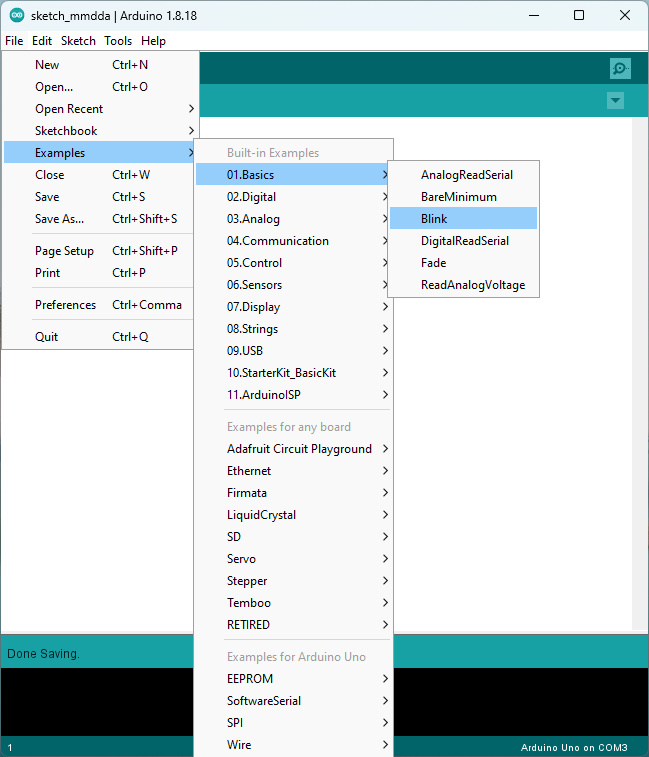 sketch_mmdda | Arduino 1.8.18
File Edit Sketch Tools Help
New Ctrl+N
Open... Ctrl+O
Open Recent
Sketchbook
Examples
Close Ctrl+W
Save Ctrl+S
Save As... Ctrl+Shift+S
Page Setup Ctrl+Shift+P
Print Ctrl+P
Preferences Ctrl+Comma
Quit Ctrl+Q
Built-in Examples
01.Basics
02.Digital
03.Analog
04.Communication
05.Control
06.Sensors
07.Display
08.Strings
09.USB
10.StarterKit_BasicKit
11.ArduinoISP
Examples for any board
Adafruit Circuit Playground
Ethernet
Firmata
LiquidCrystal
SD
Servo
Stepper
Temboo
RETIRED
Examples for Arduino Uno
EEPROM
SoftwareSerial
SPI
Wire
AnalogReadSerial
BareMinimum
Blink
DigitalReadSerial
Fade
ReadAnalogVoltage
Done Saving.
1 Arduino Uno on COM3